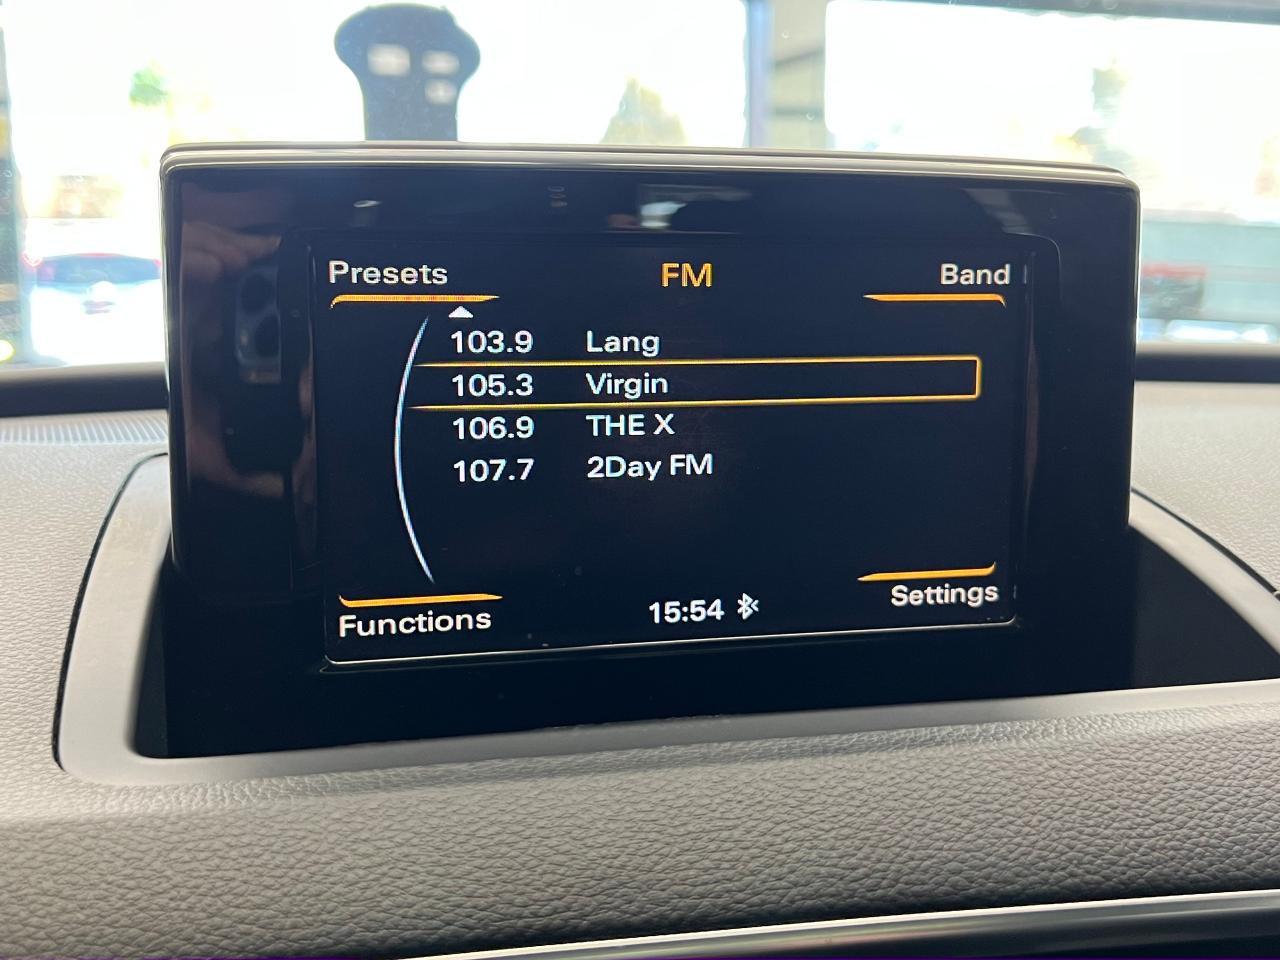 Presets FM Band
103.9 Lang
105.3 Virgin
106.9 THE X
107.7 2Day FM
Functions 15:54 Settings